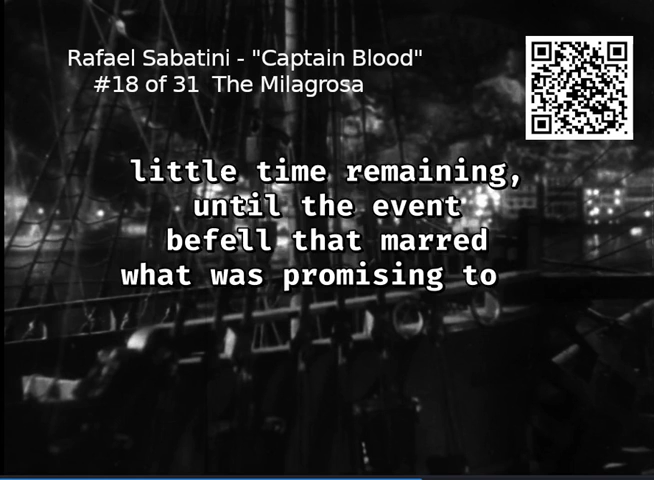 Rafael Sabatini - "Captain Blood"
#18 of 31  The Milagrosa
little time remaining,
until the event
befell that marred
what was promising to